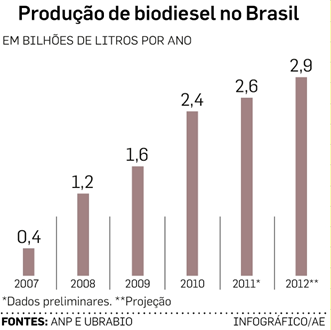 Produção de biodiesel no Brasil
EM BILHÕES DE LITROS POR ANO
0,4
1,2
1,6
2,4
2,6
2,9
2007 2008 2009 2010 2011* 2012**
*Dados preliminares. **Projeção
FONTES: ANP E UBRABIO INFOGRÁFICO/AE